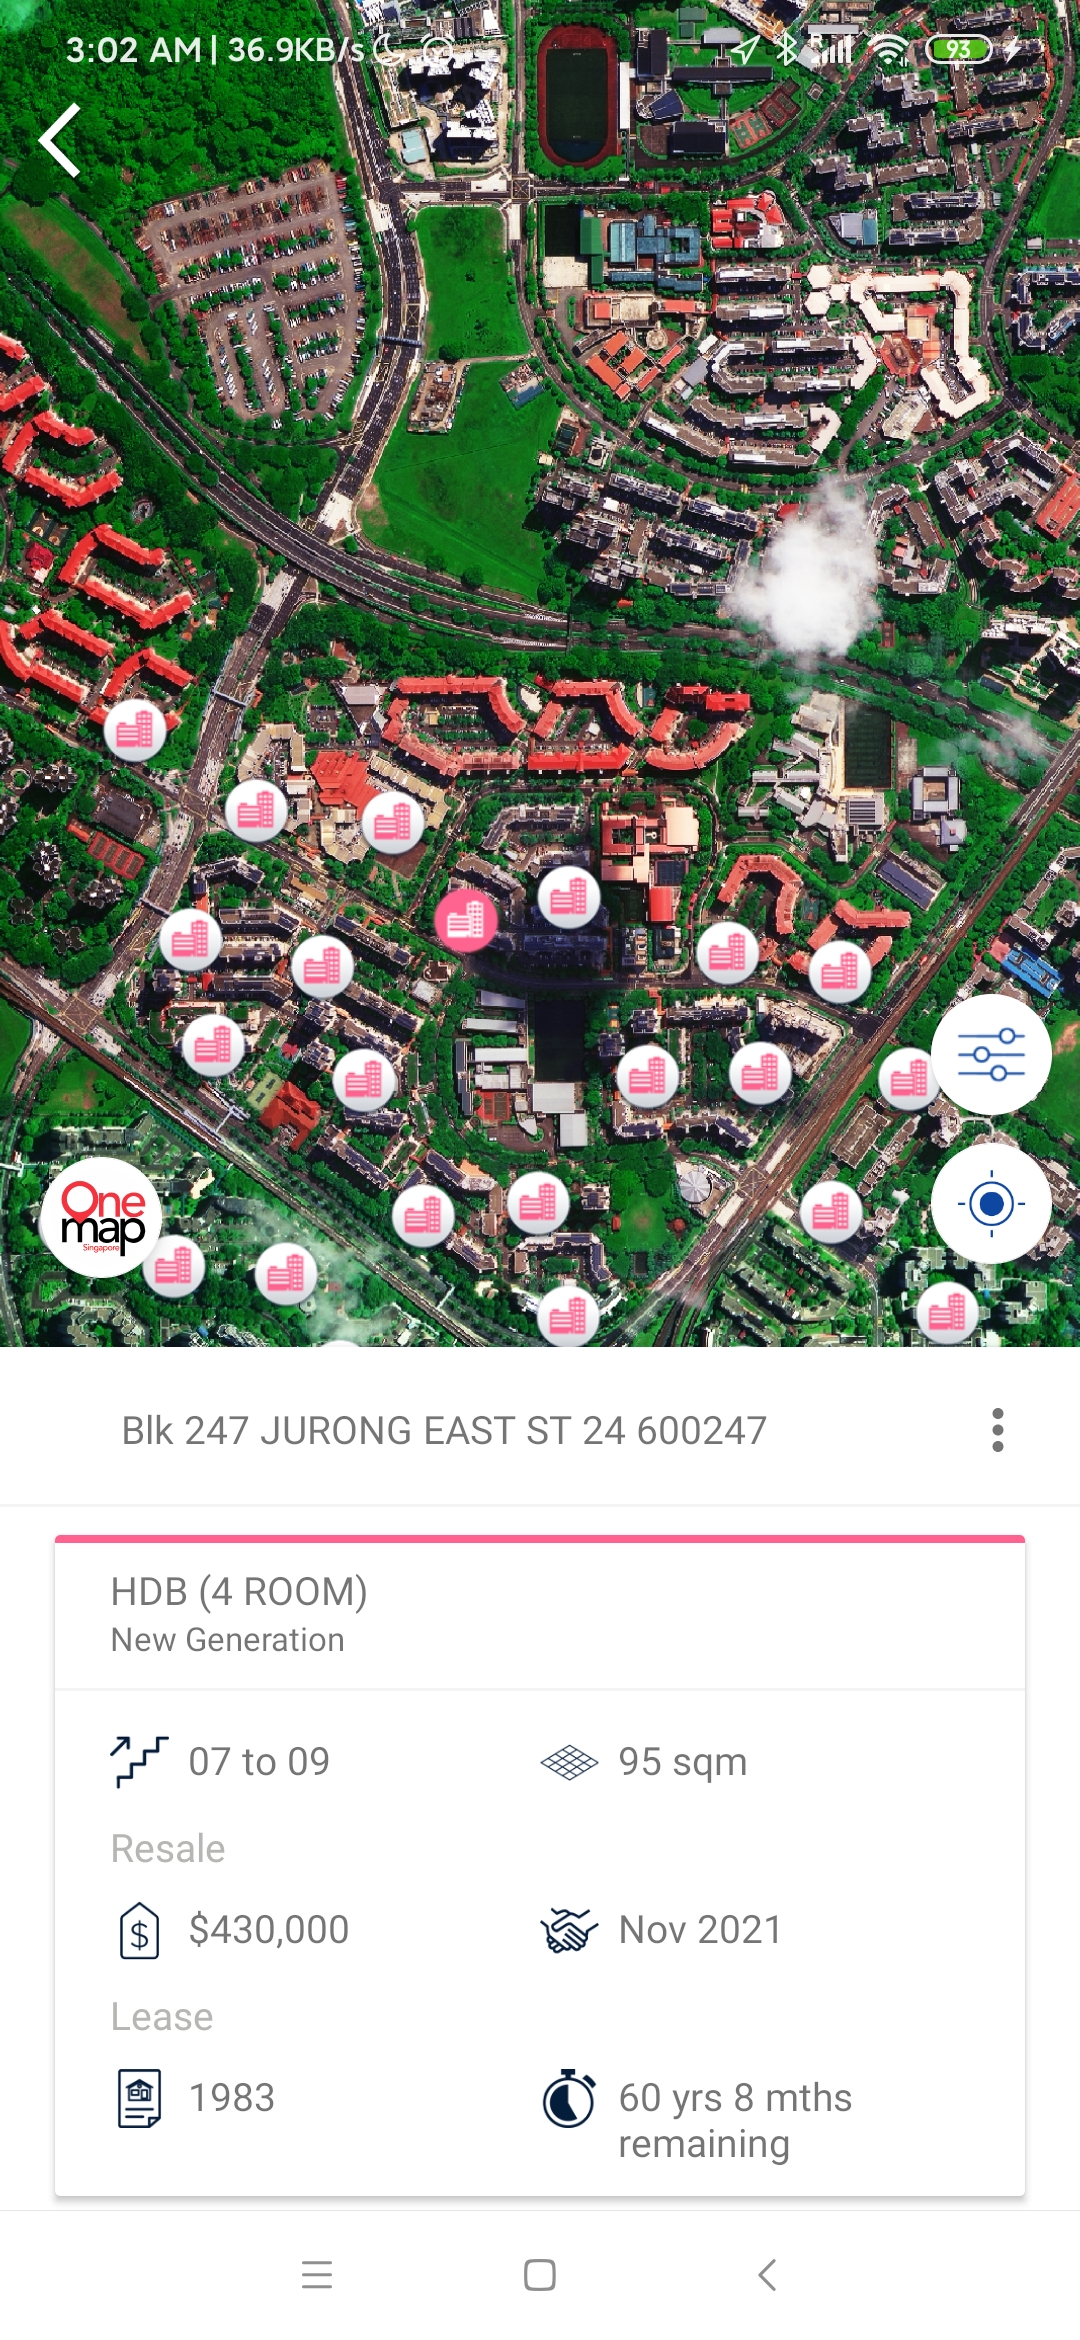 3:02 AM | 36.9KB/s
R
93
One
map
Singapore
Blk 247 JURONG EAST ST 24 600247
HDB (4 ROOM)
New Generation
07 to 09
95 sqm
Resale
$
$430,000
Nov 2021
Lease
1983
60 yrs 8 mths
remaining